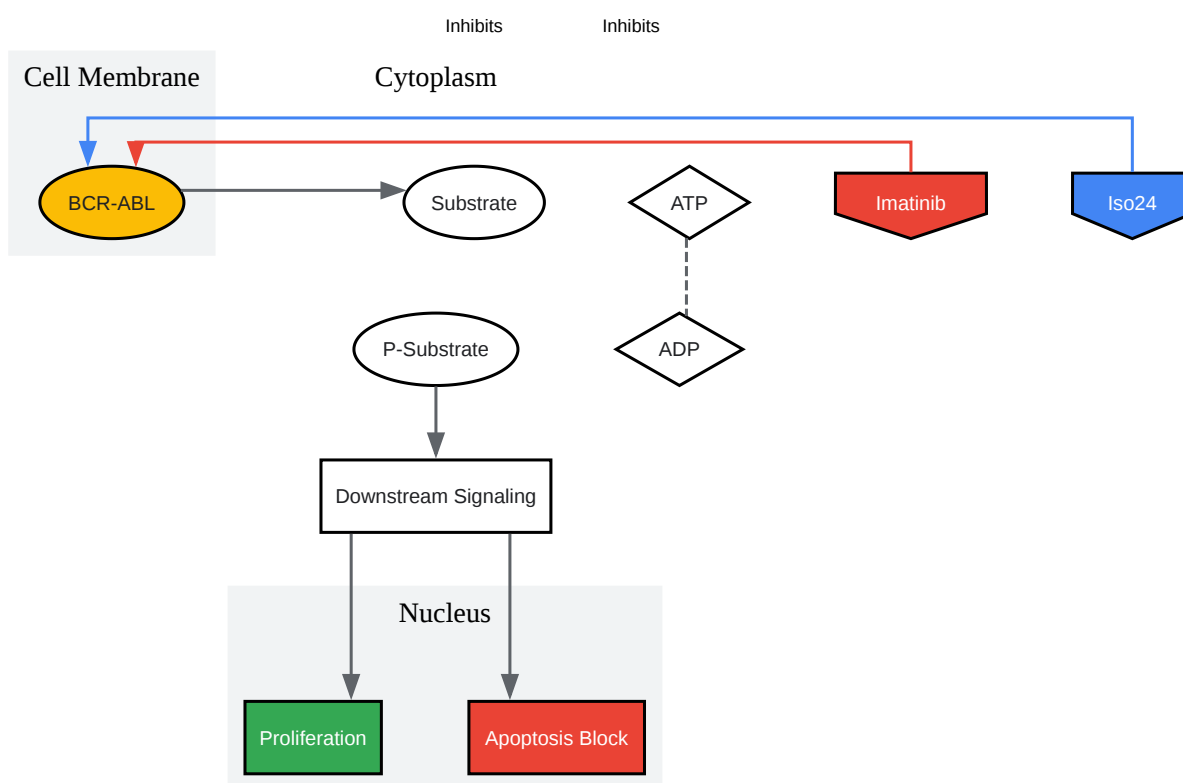 Inhibits
Inhibits
Cell Membrane
Cytoplasm
BCR-ABL
Substrate
ATP
Imatinib
Iso24
P-Substrate
ADP
Downstream Signaling
Nucleus
Proliferation
Apoptosis Block